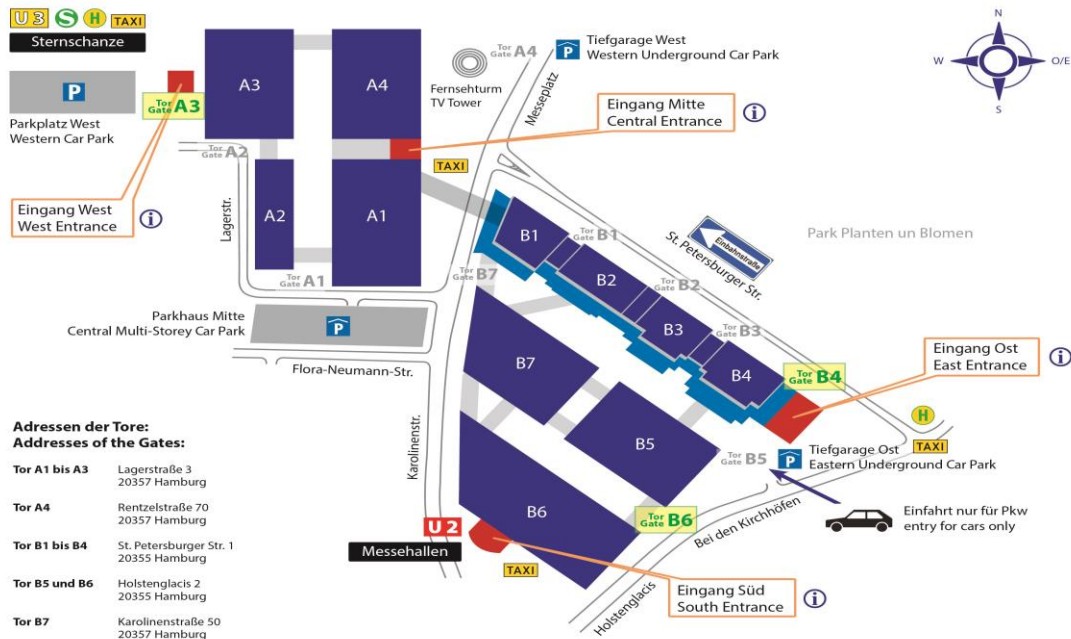 U3 S H TAXI
Sternschanze
P
Parkplatz West
Western Car Park
Tor
Gate A3
Eingang West
West Entrance
i
A3
A4
A2
A1
Tor
Gate A2
Tor
Gate A1
Lagerstr.
Tor
Gate A4
Fernsehturm
TV Tower
Messeplatz
P
Tiefgarage West
Western Underground Car Park
Eingang Mitte
Central Entrance
i
TAXI
N
W
O/E
S
Parkhaus Mitte
Central Multi-Storey Car Park
P
Flora-Neumann-Str.
Karolinenstr.
B1
Tor
Gate B1
B2
Tor
Gate B2
B3
Tor
Gate B3
B4
Tor
Gate B4
Einbahnstraße
St. Petersburger Str.
Park Planten un Blomen
Tor
Gate B7
B7
B5
B6
Eingang Ost
East Entrance
i
H
TAXI
Tor
Gate B5
P
Tiefgarage Ost
Eastern Underground Car Park
Einfahrt nur für Pkw
entry for cars only
Tor
Gate B6
Bei den Kirchhöfen
Holstenglacis
U2
Messehallen
TAXI
Eingang Süd
South Entrance
i
Adressen der Tore:
Addresses of the Gates:
Tor A1 bis A3 Lagerstraße 3
20357 Hamburg
Tor A4 Rentzelstraße 70
20357 Hamburg
Tor B1 bis B4 St. Petersburger Str. 1
20355 Hamburg
Tor B5 und B6 Holstenglacis 2
20355 Hamburg
Tor B7 Karolinenstraße 50
20357 Hamburg